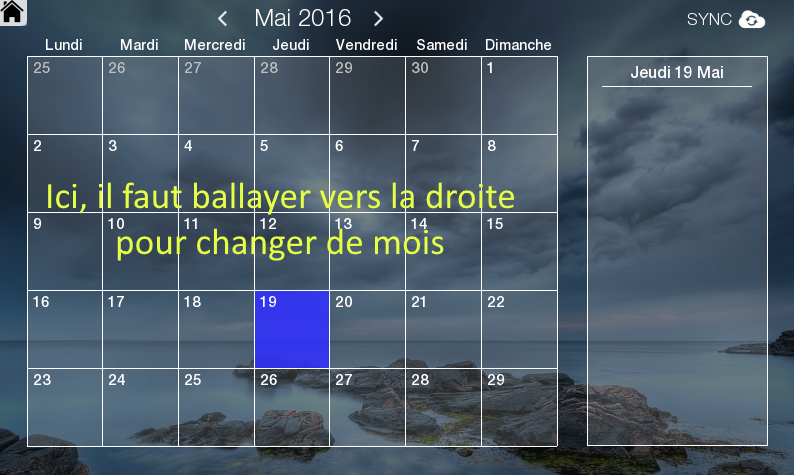 Mai 2016
SYNC
Lundi Mardi Mercredi Jeudi Vendredi Samedi Dimanche
25 26 27 28 29 30 1
2 3 4 5 6 7 8
Ici, il faut ballayer vers la droite
9 10 11 12 13 14 15
pour changer de mois
16 17 18 19 20 21 22
23 24 25 26 27 28 29
Jeudi 19 Mai